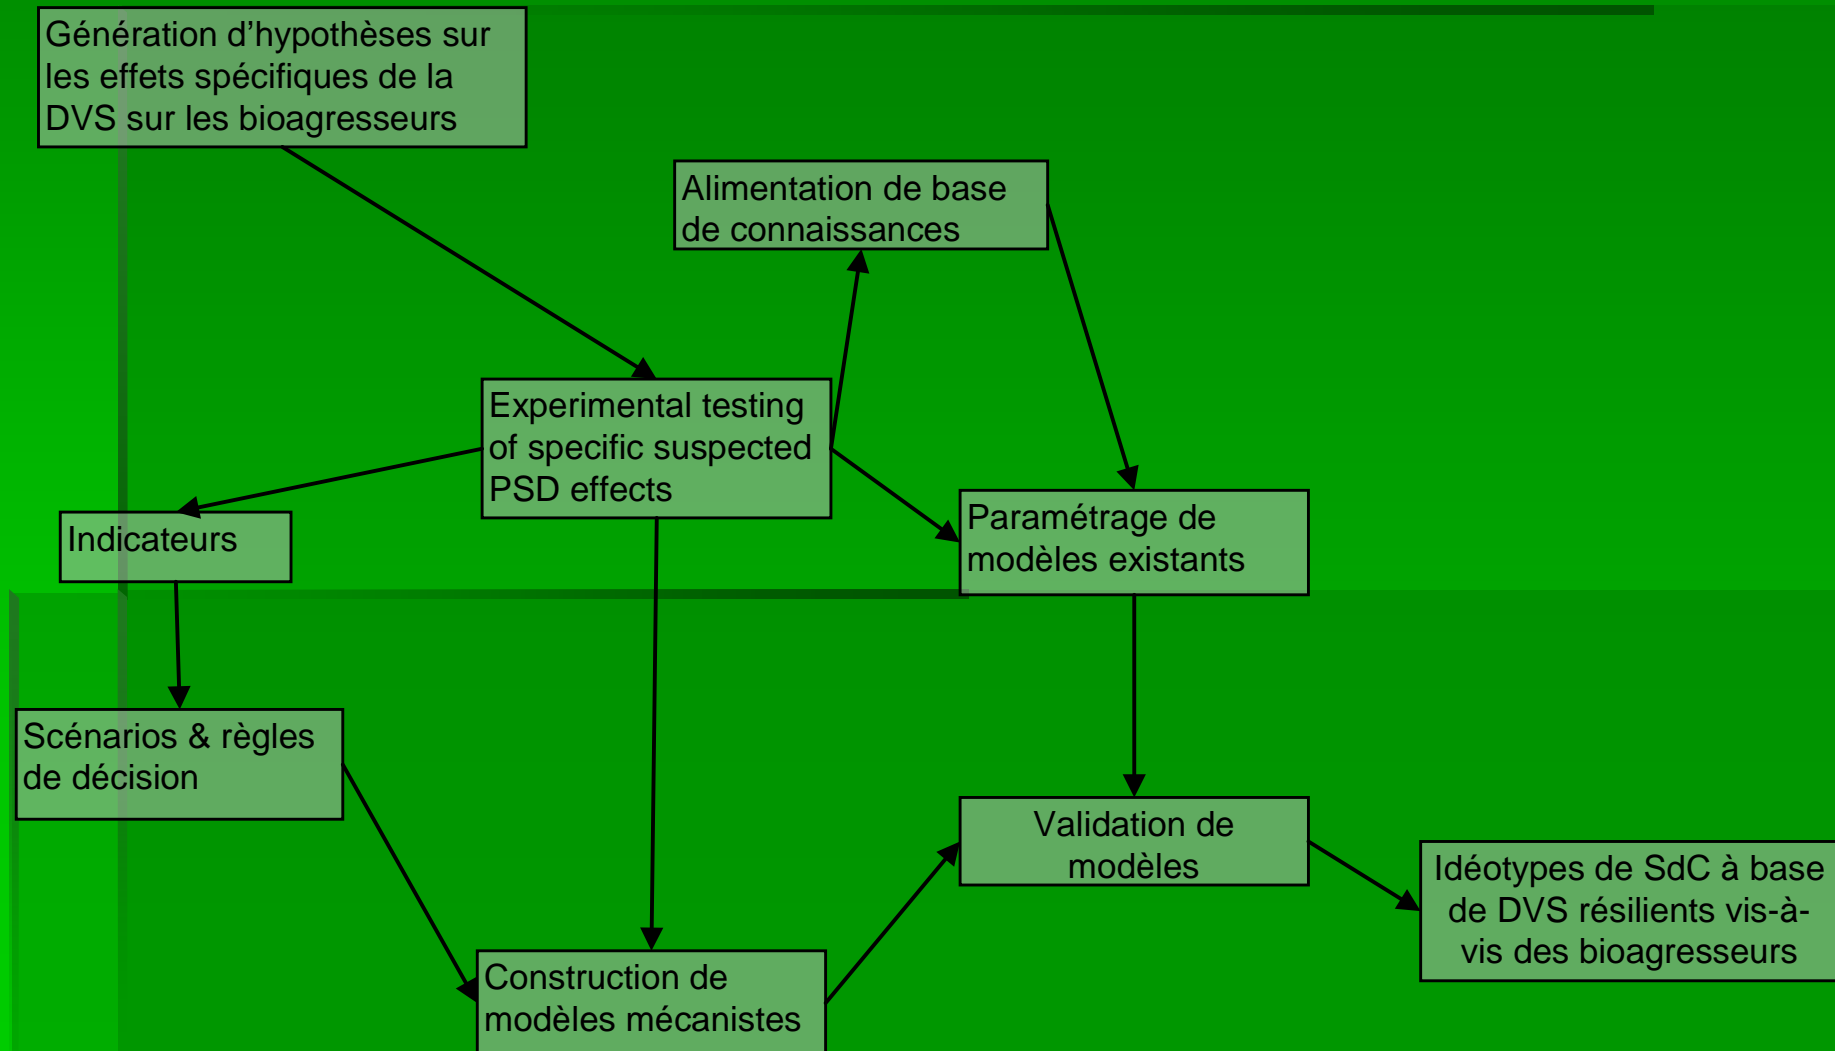 Génération d’hypothèses sur
les effets spécifiques de la
DVS sur les bioagresseurs
Alimentation de base
de connaissances
Experimental testing
of specific suspected
PSD effects
Indicateurs
Paramétrage de
modèles existants
Scénarios & règles
de décision
Validation de
modèles
Idéotypes de SdC à base
de DVS résilients vis-à-
vis des bioagresseurs
Construction de
modèles mécanistes